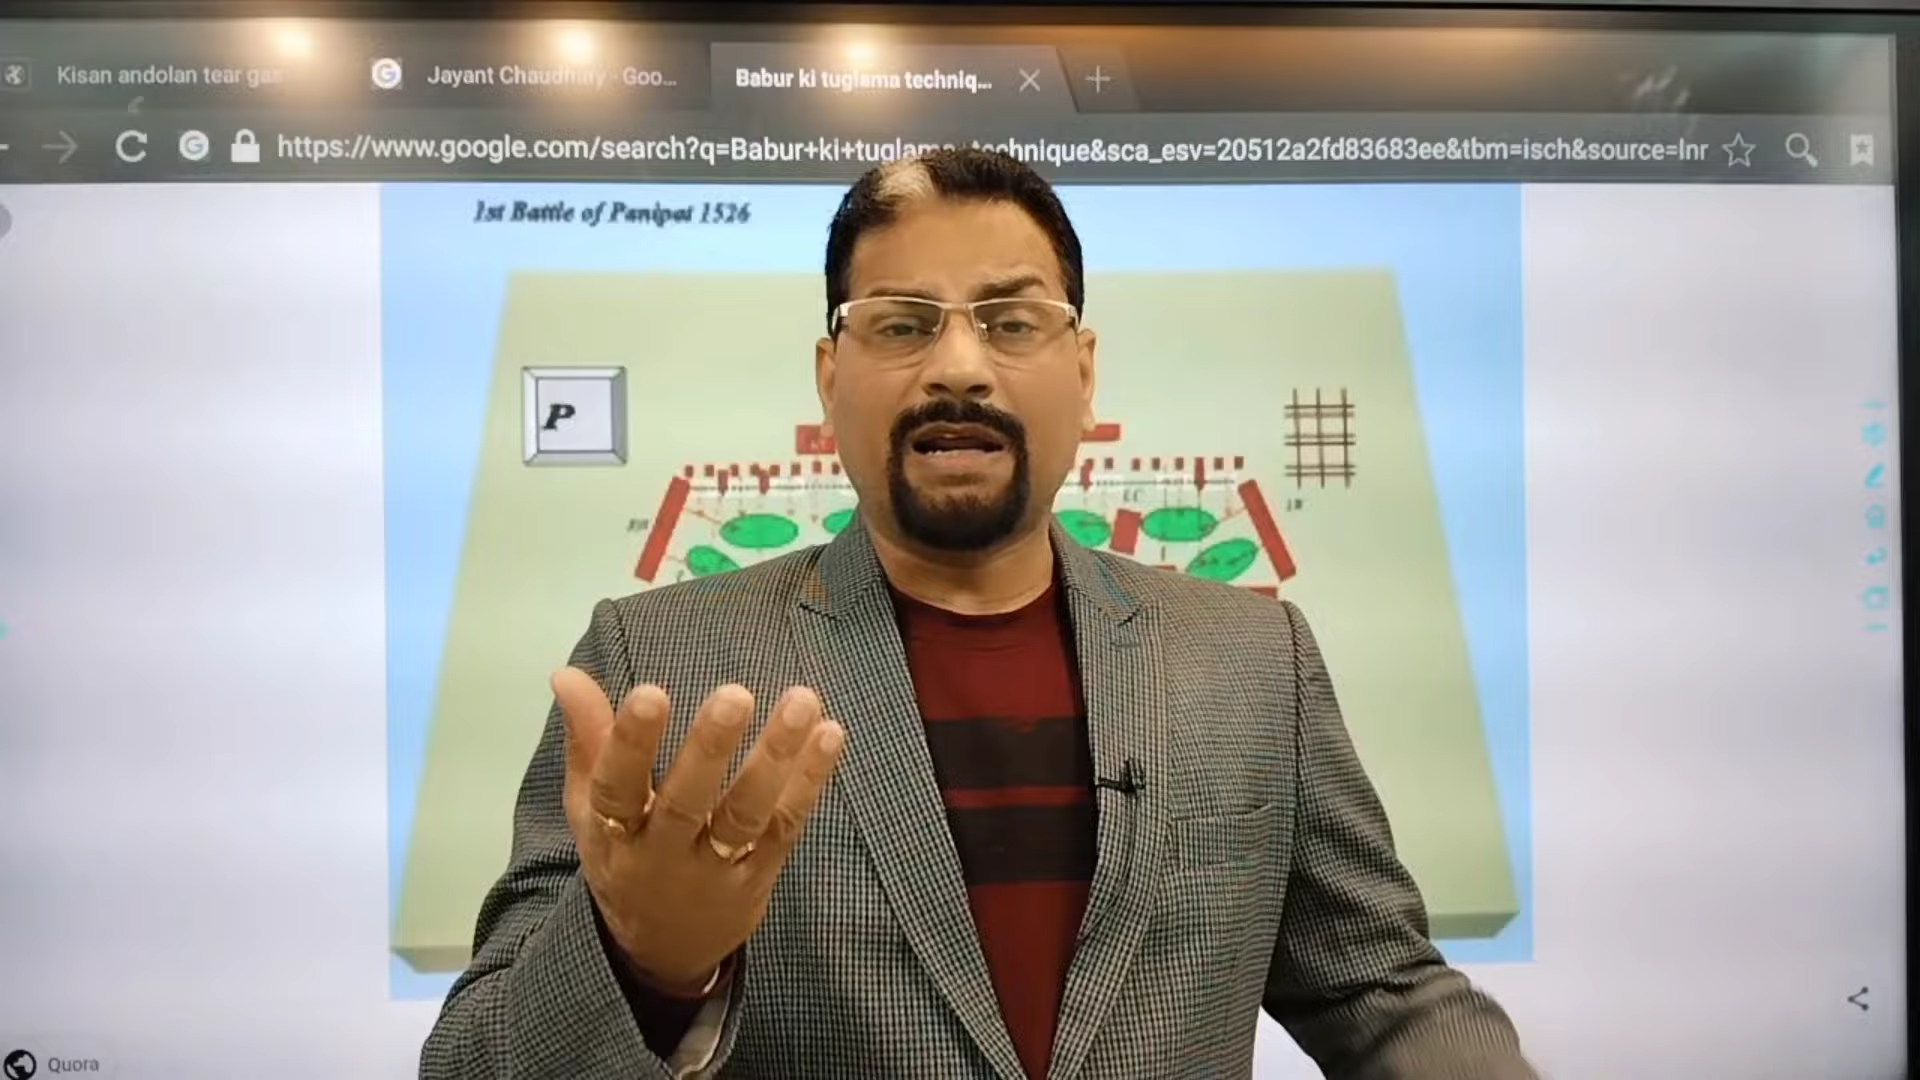 Kisan andolan tear gas
Jayant Chaudhary - Goo...
Babur ki tuglama techniq...
https://www.google.com/search?q=Babur+ki+tuglama+technique&sca_esv=20512a2fd83683ee&tbm=isch&source=lnr
1st Battle of Panipat 1526
P
LC
Quora